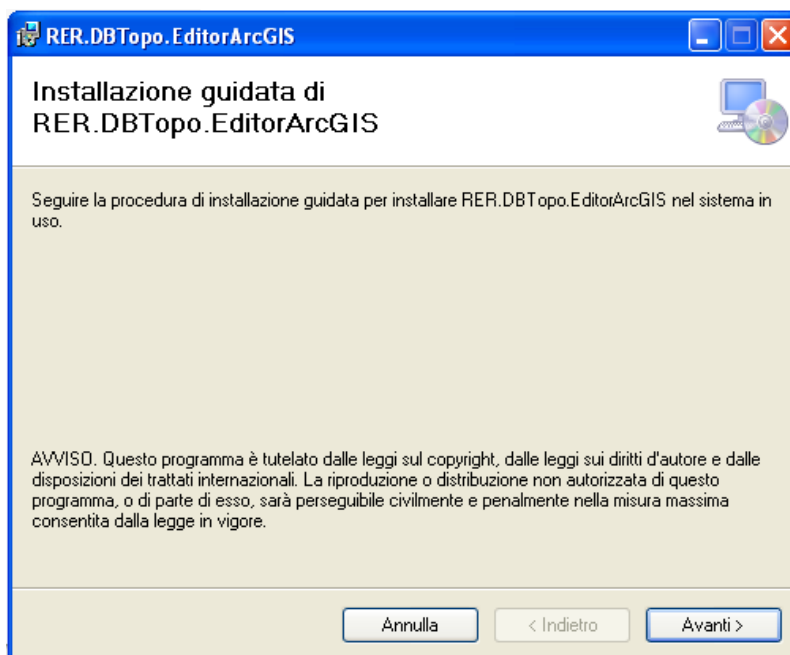 RER.DBTopo.EditorArcGIS
Installazione guidata di
RER.DBTopo.EditorArcGIS
Seguire la procedura di installazione guidata per installare RER.DBTopo.EditorArcGIS nel sistema in
uso.
AVVISO. Questo programma è tutelato dalle leggi sul copyright, dalle leggi sui diritti d'autore e dalle
disposizioni dei trattati internazionali. La riproduzione o distribuzione non autorizzata di questo
programma, o di parte di esso, sarà perseguibile civilmente e penalmente nella misura massima
consentita dalla legge in vigore.
Annulla < Indietro Avanti >